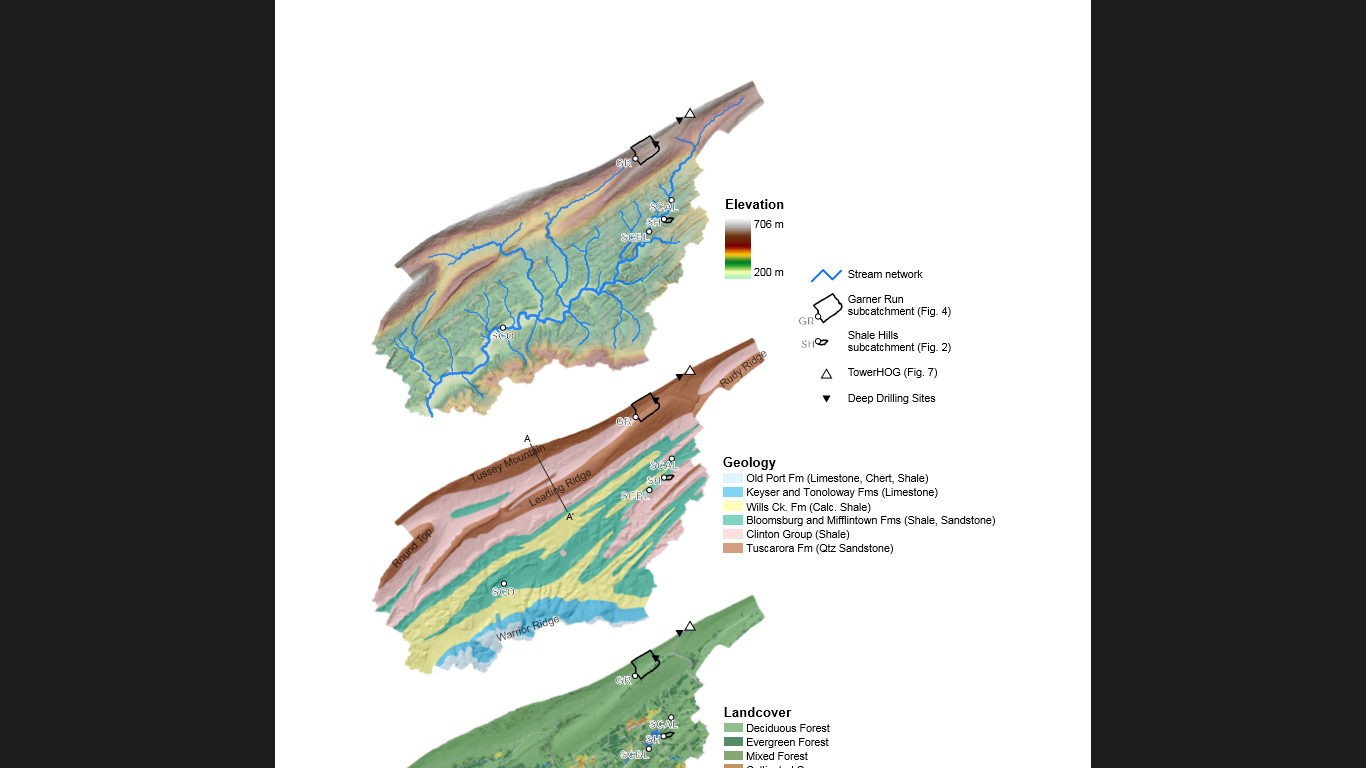 GR
SCAL
SH
SCBL
SCO
Elevation
706 m
200 m
Stream network
Garner Run
subcatchment (Fig. 4)
GR
Shale Hills
subcatchment (Fig. 2)
SH
TowerHOG (Fig. 7)
Deep Drilling Sites
Rudy Ridge
GR
A
Tussey Mountain
SCAL
SH
Leading Ridge
SCBL
A'
Round Top
SCO
Warrior Ridge
Geology
Old Port Fm (Limestone, Chert, Shale)
Keyser and Tonoloway Fms (Limestone)
Wills Ck. Fm (Calc. Shale)
Bloomsburg and Mifflintown Fms (Shale, Sandstone)
Clinton Group (Shale)
Tuscarora Fm (Qtz Sandstone)
GR
SCAL
SH
SCBL
Landcover
Deciduous Forest
Evergreen Forest
Mixed Forest